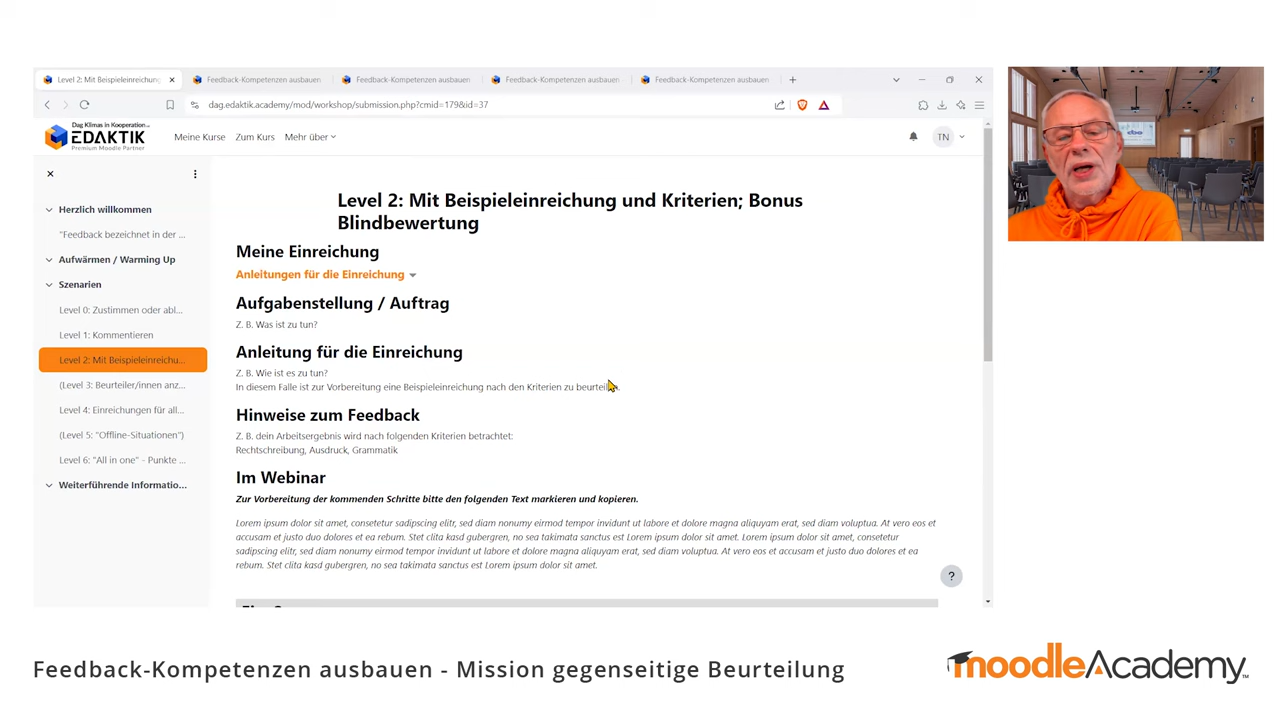 Level 2: Mit Beispieleinreichung
Feedback-Kompetenzen ausbauen
Feedback-Kompetenzen ausbauen
Feedback-Kompetenzen ausbauen
Feedback-Kompetenzen ausbauen
dag.edaktik.academy/mod/workshop/submission.php?cmid=179&id=37
Dag Klimas in Kooperation
EDAKTIK
Premium Moodle Partner
Meine Kurse Zum Kurs Mehr über
TN
Herzlich willkommen
"Feedback bezeichnet in der ...
Aufwärmen / Warming Up
Szenarien
Level 0: Zustimmen oder abl...
Level 1: Kommentieren
Level 2: Mit Beispieleinreichu...
(Level 3: Beurteiler/innen anz...
Level 4: Einreichungen für all...
(Level 5: "Offline-Situationen")
Level 6: "All in one" - Punkte ...
Weiterführende Informatio...
Level 2: Mit Beispieleinreichung und Kriterien; Bonus
Blindbewertung
Meine Einreichung
Anleitungen für die Einreichung
Aufgabenstellung / Auftrag
Z. B. Was ist zu tun?
Anleitung für die Einreichung
Z. B. Wie ist es zu tun?
In diesem Falle ist zur Vorbereitung eine Beispieleinreichung nach den Kriterien zu beurteilen.
Hinweise zum Feedback
Z. B. dein Arbeitsergebnis wird nach folgenden Kriterien betrachtet:
Rechtschreibung, Ausdruck, Grammatik
Im Webinar
Zur Vorbereitung der kommenden Schritte bitte den folgenden Text markieren und kopieren.
Lorem ipsum dolor sit amet, consetetur sadipscing elitr, sed diam nonumy eirmod tempor invidunt ut labore et dolore magna aliquyam erat, sed diam voluptua. At vero eos et
accusam et justo duo dolores et ea rebum. Stet clita kasd gubergren, no sea takimata sanctus est Lorem ipsum dolor sit amet. Lorem ipsum dolor sit amet, consetetur
sadipscing elitr, sed diam nonumy eirmod tempor invidunt ut labore et dolore magna aliquyam erat, sed diam voluptua. At vero eos et accusam et justo duo dolores et ea
rebum. Stet clita kasd gubergren, no sea takimata sanctus est Lorem ipsum dolor sit amet.
?
Feedback-Kompetenzen ausbauen - Mission gegenseitige Beurteilung
moodleAcademy™